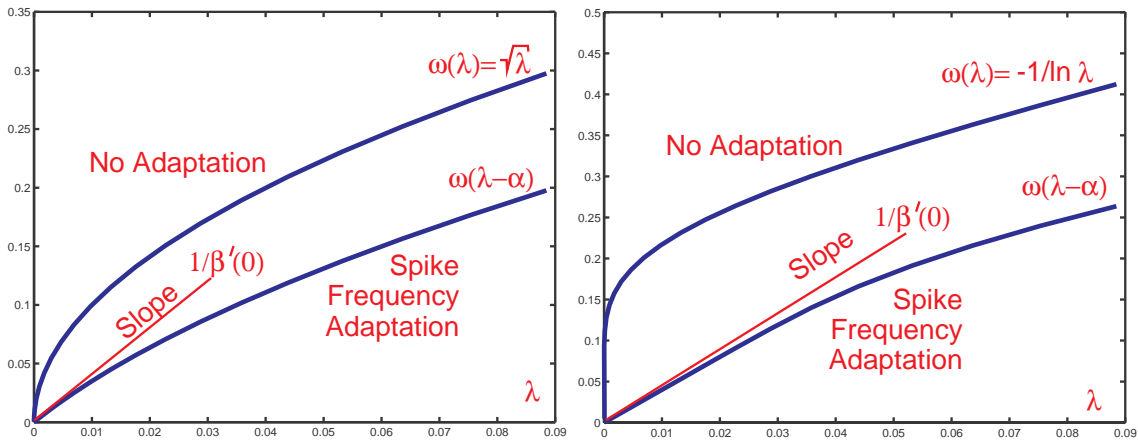 0.35
0.3
0.25
0.2
0.15
0.1
0.05
0
ω(λ)=√λ
No Adaptation
ω(λ−α)
1/β′(0)
Slope
Spike
Frequency
Adaptation
λ
0 0.01 0.02 0.03 0.04 0.05 0.06 0.07 0.08 0.09
0.5
0.45
0.4
0.35
0.3
0.25
0.2
0.15
0.1
0.05
0
ω(λ)= -1/ln λ
No Adaptation
ω(λ−α)
1/β′(0)
Slope
Spike
Frequency
Adaptation
λ
0 0.01 0.02 0.03 0.04 0.05 0.06 0.07 0.08 0.09